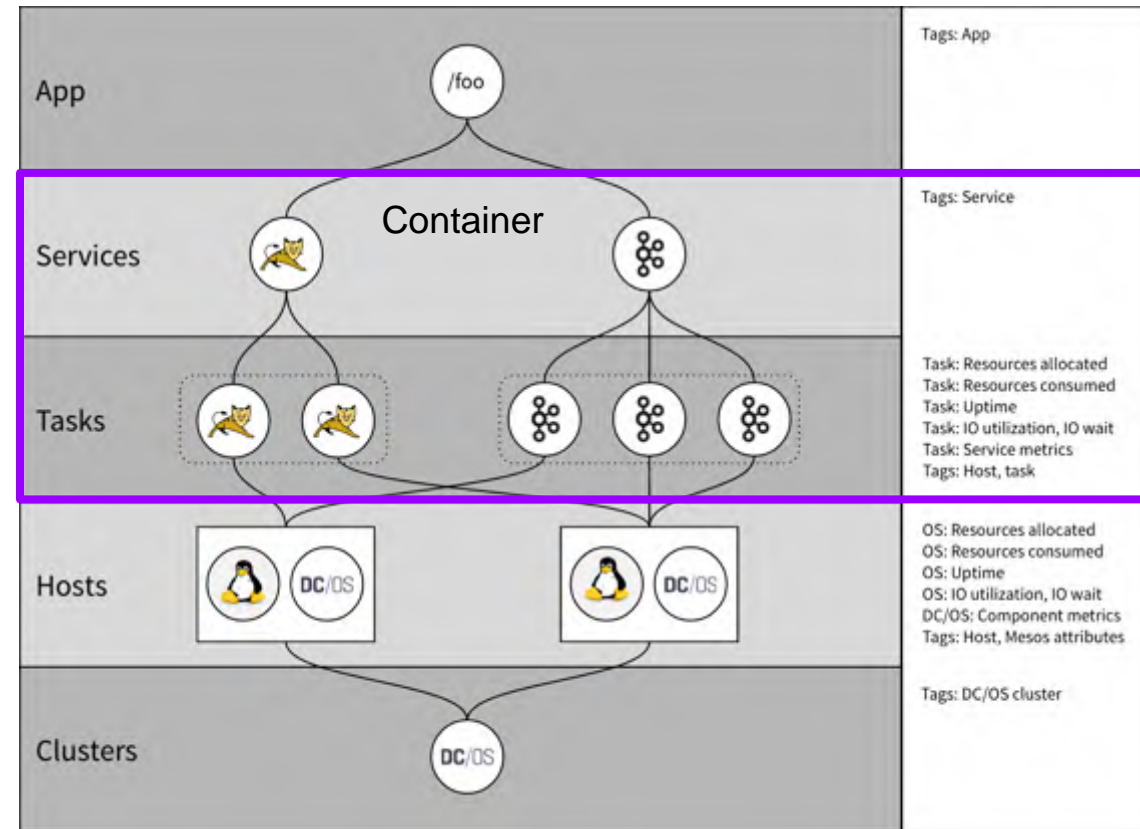 App
/foo
Tags: App
Services
Container
Tags: Service
Tasks
Task: Resources allocated
Task: Resources consumed
Task: Uptime
Task: IO utilization, IO wait
Task: Service metrics
Tags: Host, task
Hosts
DC/OS
DC/OS
OS: Resources allocated
OS: Resources consumed
OS: Uptime
OS: IO utilization, IO wait
DC/OS: Component metrics
Tags: Host, Mesos attributes
Clusters
DC/OS
Tags: DC/OS cluster